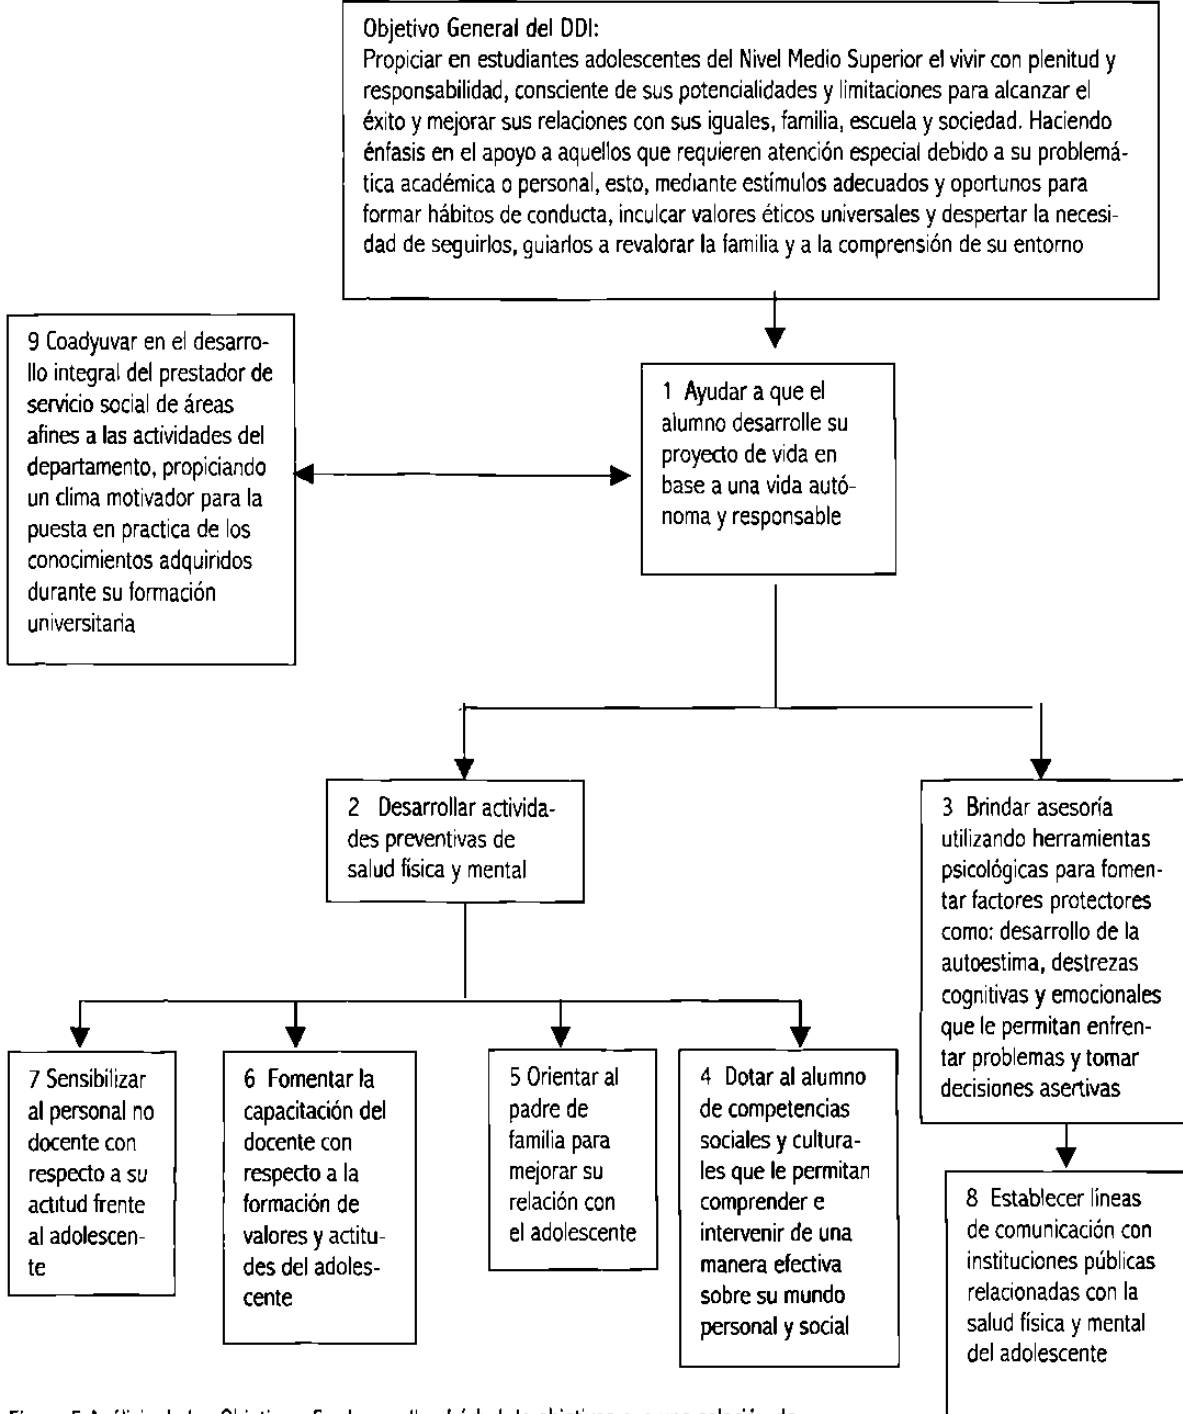 Objetivo General del DDI:
Propiciar en estudiantes adolescentes del Nivel Medio Superior el vivir con plenitud y
responsabilidad, consciente de sus potencialidades y limitaciones para alcanzar el
éxito y mejorar sus relaciones con sus iguales, familia, escuela y sociedad. Haciendo
énfasis en el apoyo a aquellos que requieren atención especial debido a su problemá-
tica académica o personal, esto, mediante estímulos adecuados y oportunos para
formar hábitos de conducta, inculcar valores éticos universales y despertar la necesi-
dad de seguirlos, guiarlos a revalorar la familia y a la comprensión de su entorno
9 Coadyuvar en el desarro-
llo integral del prestador de
servicio social de áreas
afines a las actividades del
departamento, propiciando
un clima motivador para la
puesta en practica de los
conocimientos adquiridos
durante su formación
universitaria
1 Ayudar a que el
alumno desarrolle su
proyecto de vida en
base a una vida autó-
noma y responsable
2 Desarrollar activida-
des preventivas de
salud física y mental
3 Brindar asesoría
utilizando herramientas
psicológicas para fomen-
tar factores protectores
como: desarrollo de la
autoestima, destrezas
cognitivas y emocionales
que le permitan enfren-
tar problemas y tomar
decisiones asertivas
7 Sensibilizar
al personal no
docente con
respecto a su
actitud frente
al adolescen-
te
6 Fomentar la
capacitación del
docente con
respecto a la
formación de
valores y actitu-
des del adoles-
cente
5 Orientar al
padre de
familia para
mejorar su
relación con
el adolescente
4 Dotar al alumno
de competencias
sociales y cultura-
les que le permitan
comprender e
intervenir de una
manera efectiva
sobre su mundo
personal y social
8 Establecer líneas
de comunicación con
instituciones públicas
relacionadas con la
salud física y mental
del adolescente